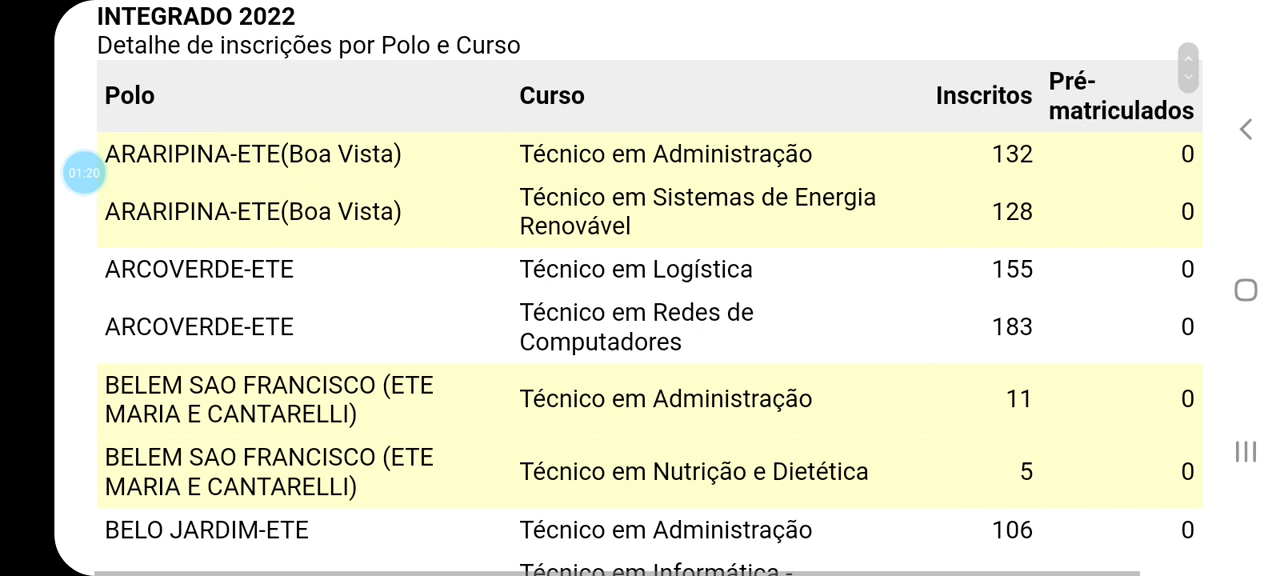 INTEGRADO 2022
Detalhe de inscrições por Polo e Curso
Polo Curso Inscritos Pré-
matriculados
ARARIPINA-ETE(Boa Vista) Técnico em Administração 132 0
01:20
ARARIPINA-ETE(Boa Vista) Técnico em Sistemas de Energia
Renovável 128 0
ARCOVERDE-ETE Técnico em Logística 155 0
ARCOVERDE-ETE Técnico em Redes de
Computadores 183 0
BELEM SAO FRANCISCO (ETE
MARIA E CANTARELLI) Técnico em Administração 11 0
BELEM SAO FRANCISCO (ETE
MARIA E CANTARELLI) Técnico em Nutrição e Dietética 5 0
BELO JARDIM-ETE Técnico em Administração 106 0
Técnico em Informática -